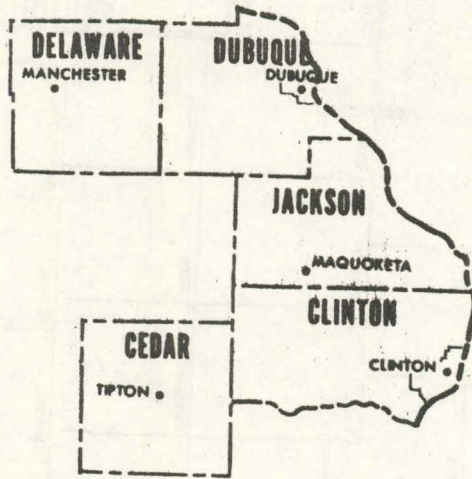 DELAWARE
MANCHESTER
DUBUQUE
DUBUQUE
JACKSON
MAQUOKETA
CLINTON
CLINTON
CEDAR
TIPTON